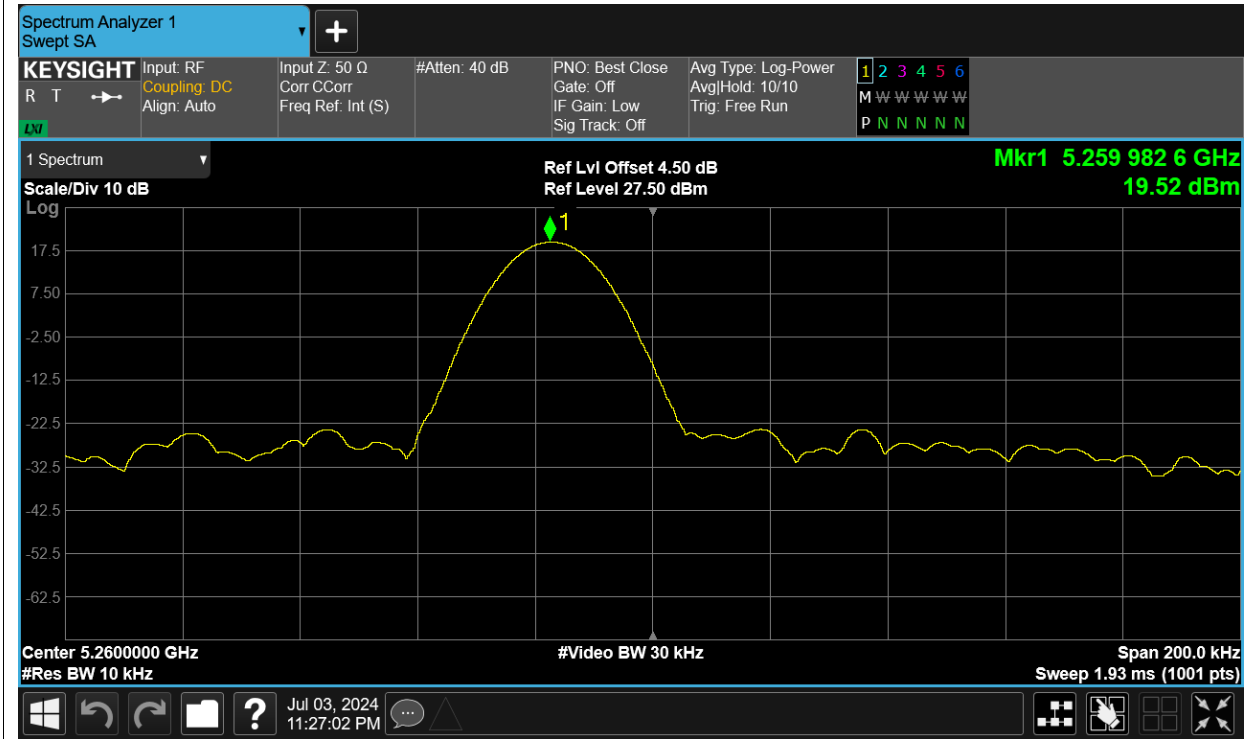 Spectrum Analyzer 1
Swept SA
KEYSIGHT
R T
LXI
Input: RF
Coupling: DC
Align: Auto
Input Z: 50 Ω
Corr CCorr
Freq Ref: Int (S)
#Atten: 40 dB
PNO: Best Close
Gate: Off
IF Gain: Low
Sig Track: Off
Avg Type: Log-Power
Avg|Hold: 10/10
Trig: Free Run
1 2 3 4 5 6
M W W W W W
P N N N N N
1 Spectrum
Scale/Div 10 dB
Log
Ref Lvl Offset 4.50 dB
Ref Level 27.50 dBm
Mkr1 5.259 982 6 GHz
19.52 dBm
1
17.5
7.50
-2.50
-12.5
-22.5
-32.5
-42.5
-52.5
-62.5
Center 5.2600000 GHz
#Res BW 10 kHz
#Video BW 30 kHz
Span 200.0 kHz
Sweep 1.93 ms (1001 pts)
?
Jul 03, 2024
11:27:02 PM